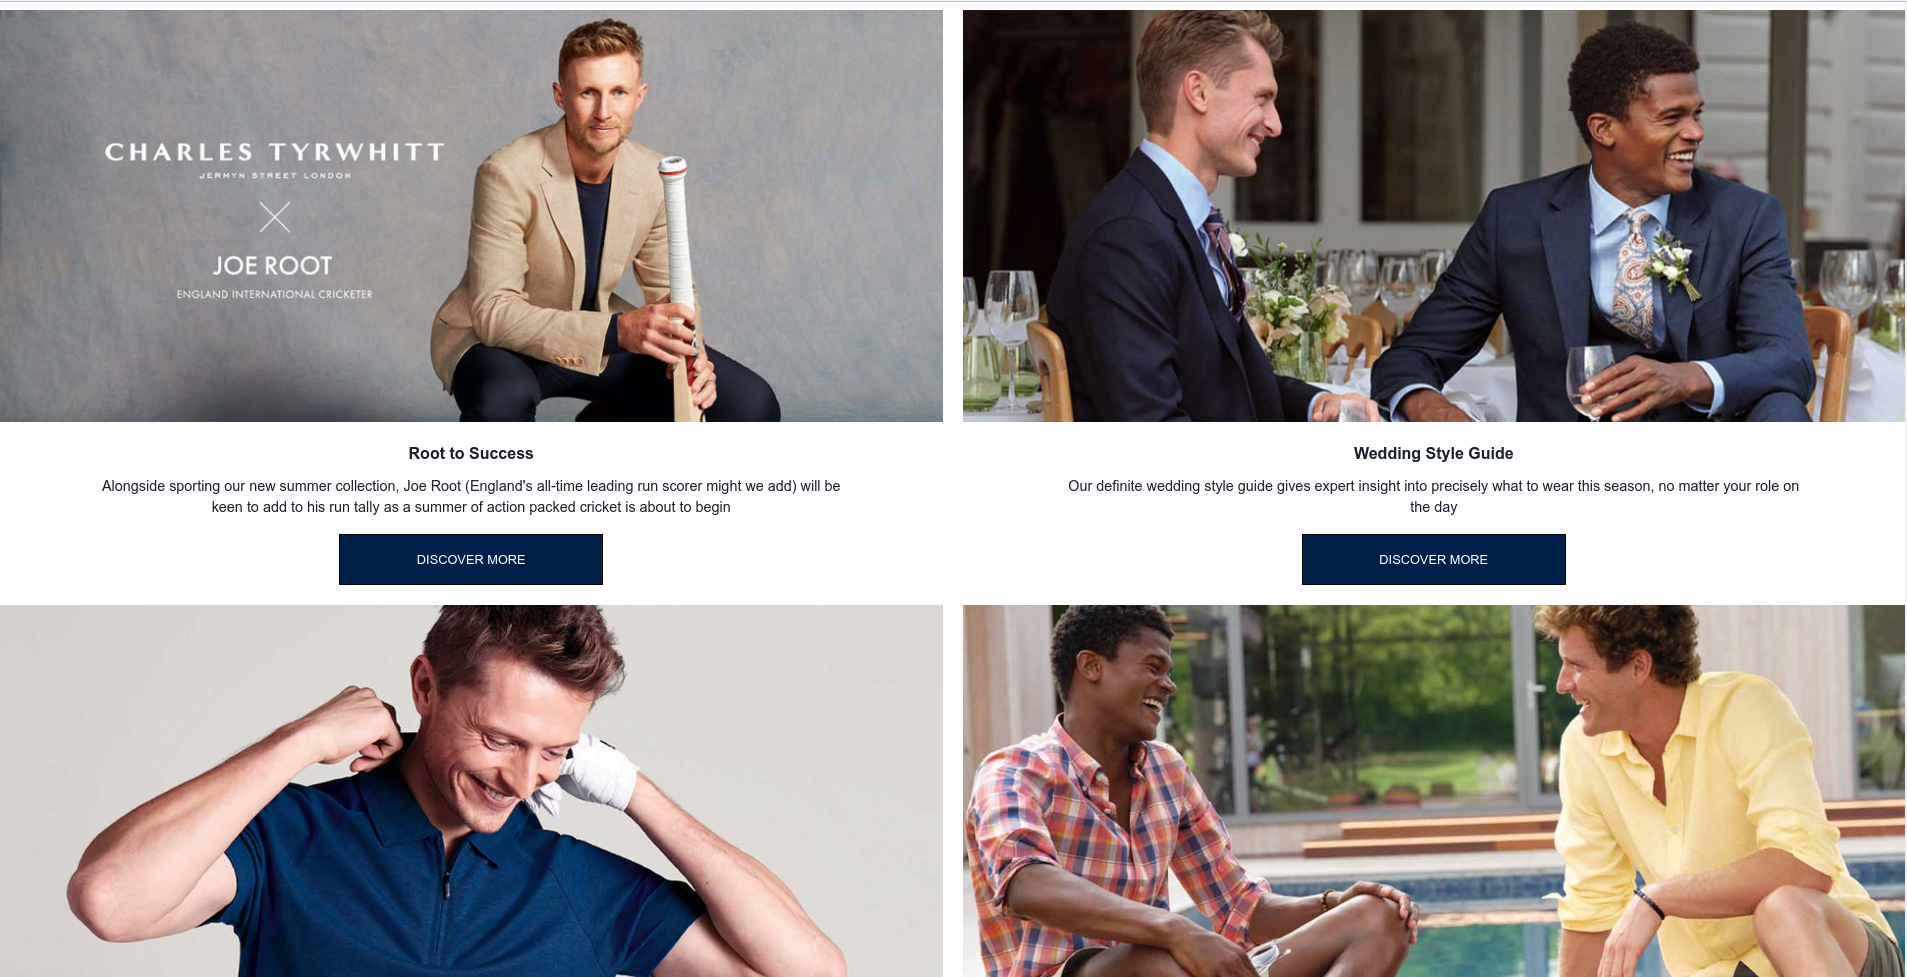 CHARLES TYRWHITT
JERMYN STREET LONDON
JOE ROOT
ENGLAND INTERNATIONAL CRICKETER
Root to Success
Alongside sporting our new summer collection, Joe Root (England's all-time leading run scorer might we add) will be
keen to add to his run tally as a summer of action packed cricket is about to begin
DISCOVER MORE
Wedding Style Guide
Our definite wedding style guide gives expert insight into precisely what to wear this season, no matter your role on
the day
DISCOVER MORE